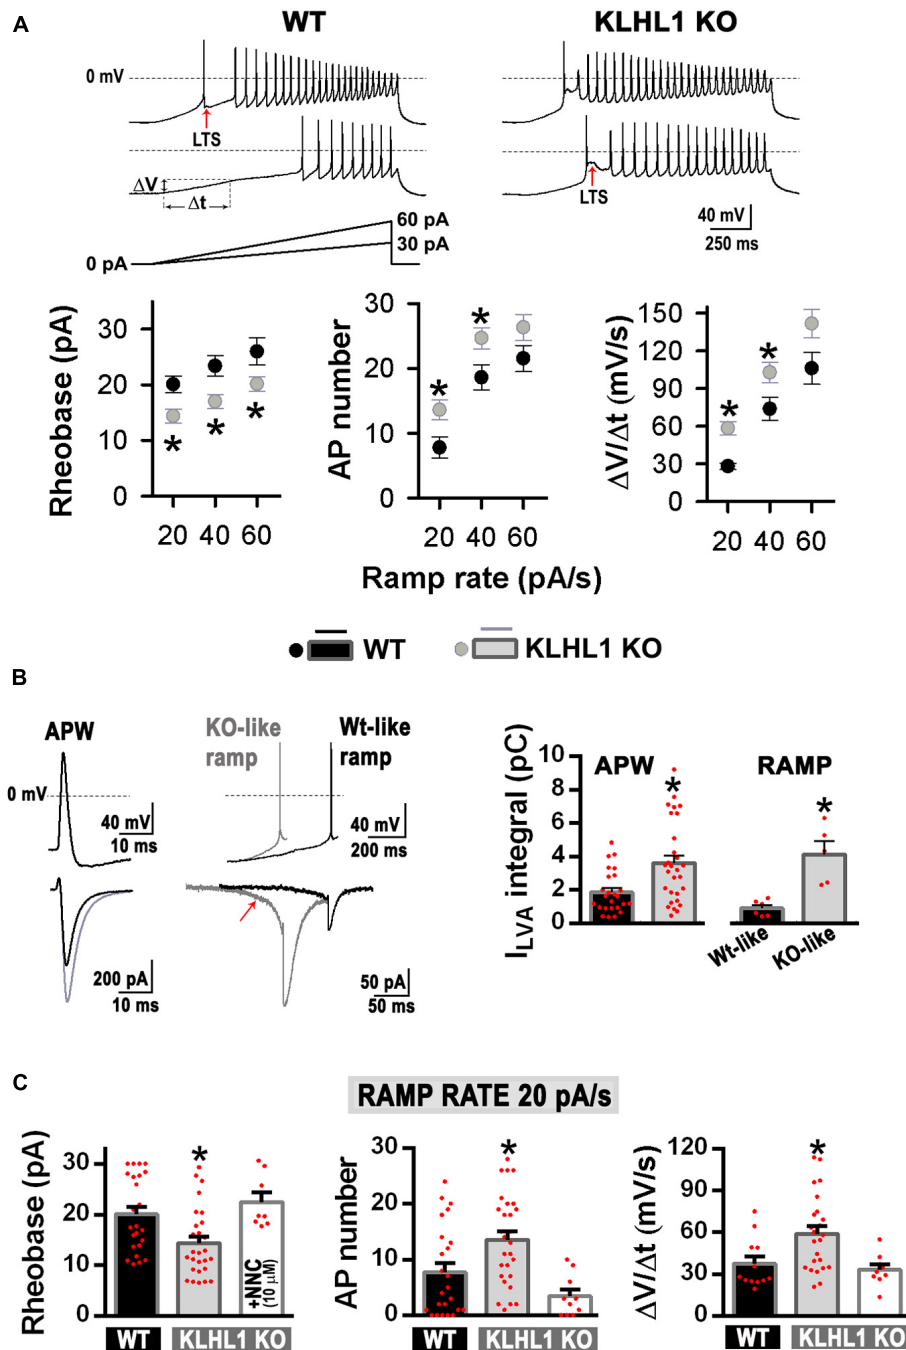 A
WT
KLHL1 KO
0 mV
LTS
ΔV
Δt
LTS
60 pA
30 pA
0 pA
40 mV
250 ms
Rheobase (pA)
30
20
10
0
20 40 60
AP number
30
20
10
0
20 40 60
ΔV/Δt (mV/s)
150
120
90
60
30
0
20 40 60
*
*
*
*
*
*
*
Ramp rate (pA/s)
WT
KLHL1 KO
B
APW
KO-like ramp
Wt-like ramp
0 mV
40 mV
10 ms
40 mV
200 ms
200 pA
10 ms
50 pA
50 ms
I LVA integral (pC)
10
8
6
4
2
0
APW
RAMP
*
*
Wt-like
KO-like
C
RAMP RATE 20 pA/s
Rheobase (pA)
30
20
10
0
*
+NNC
(10 μM)
WT
KLHL1 KO
AP number
30
20
10
0
*
WT
KLHL1 KO
ΔV/Δt (mV/s)
120
90
60
30
0
*
WT
KLHL1 KO